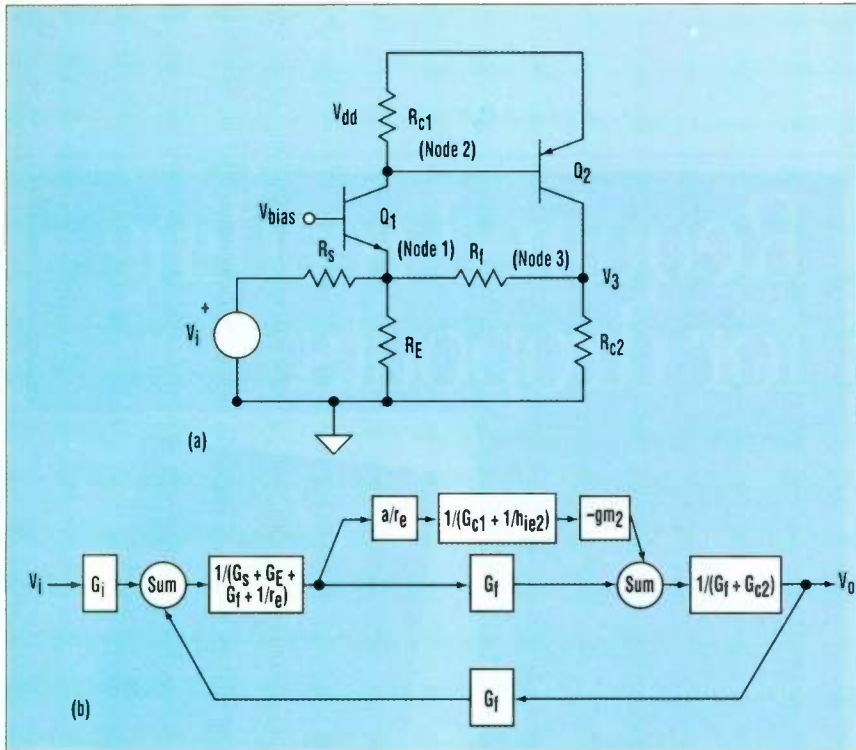 Vdd
Rc1
(Node 2)
Q2
Vbias
Q1
Rs
(Node 1)
Rf
(Node 3)
V3
+
Vi
RE
Rc2
(a)
a/re
1/(Gc1 + 1/hie2)
-gm2
Vi
Gi
Sum
1/(Gs + GE +
Gf + 1/re)
Gf
Sum
1/(Gf + Gc2)
Vo
Gf
(b)